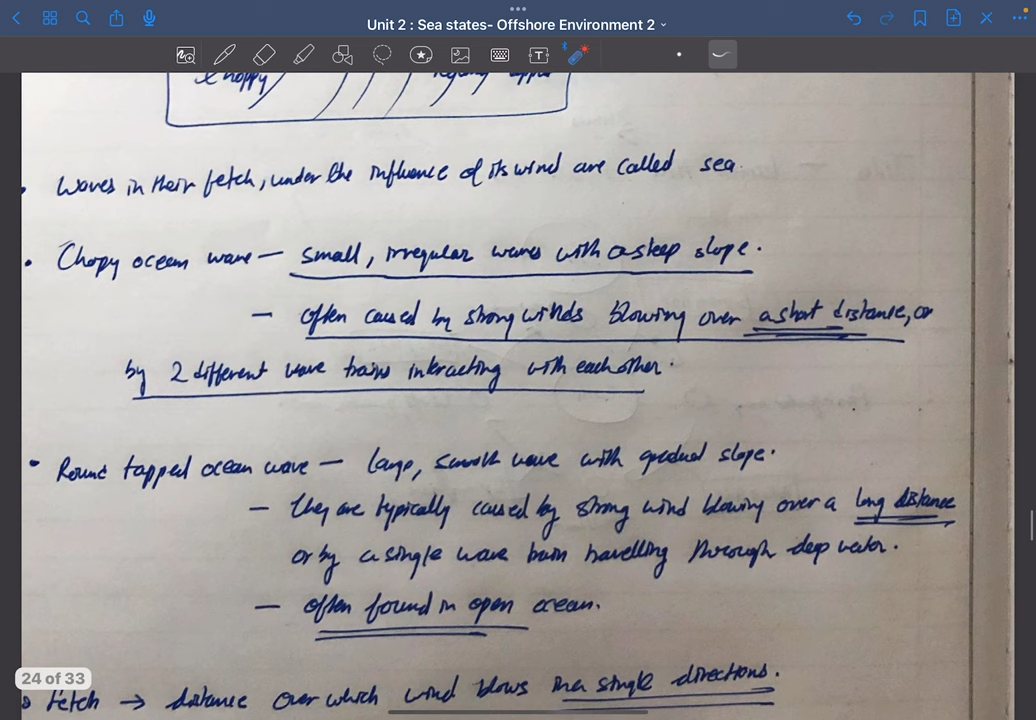 Unit 2 : Sea states- Offshore Environment 2
choppy regular
• Waves in their fetch, under the influence of its wind are called sea.
• Chopy ocean wave — small, irregular waves with a steep slope.
— often caused by strong winds blowing over a short distance, or
by 2 different wave trains interacting with each other.
• Round tapped ocean wave — large, smooth wave with gradual slope.
— They are typically caused by strong wind blowing over a long distance
or by a single wave train travelling through deep water.
— often found in open ocean.
24 of 33
• Fetch → distance over which wind blows in a single directions.